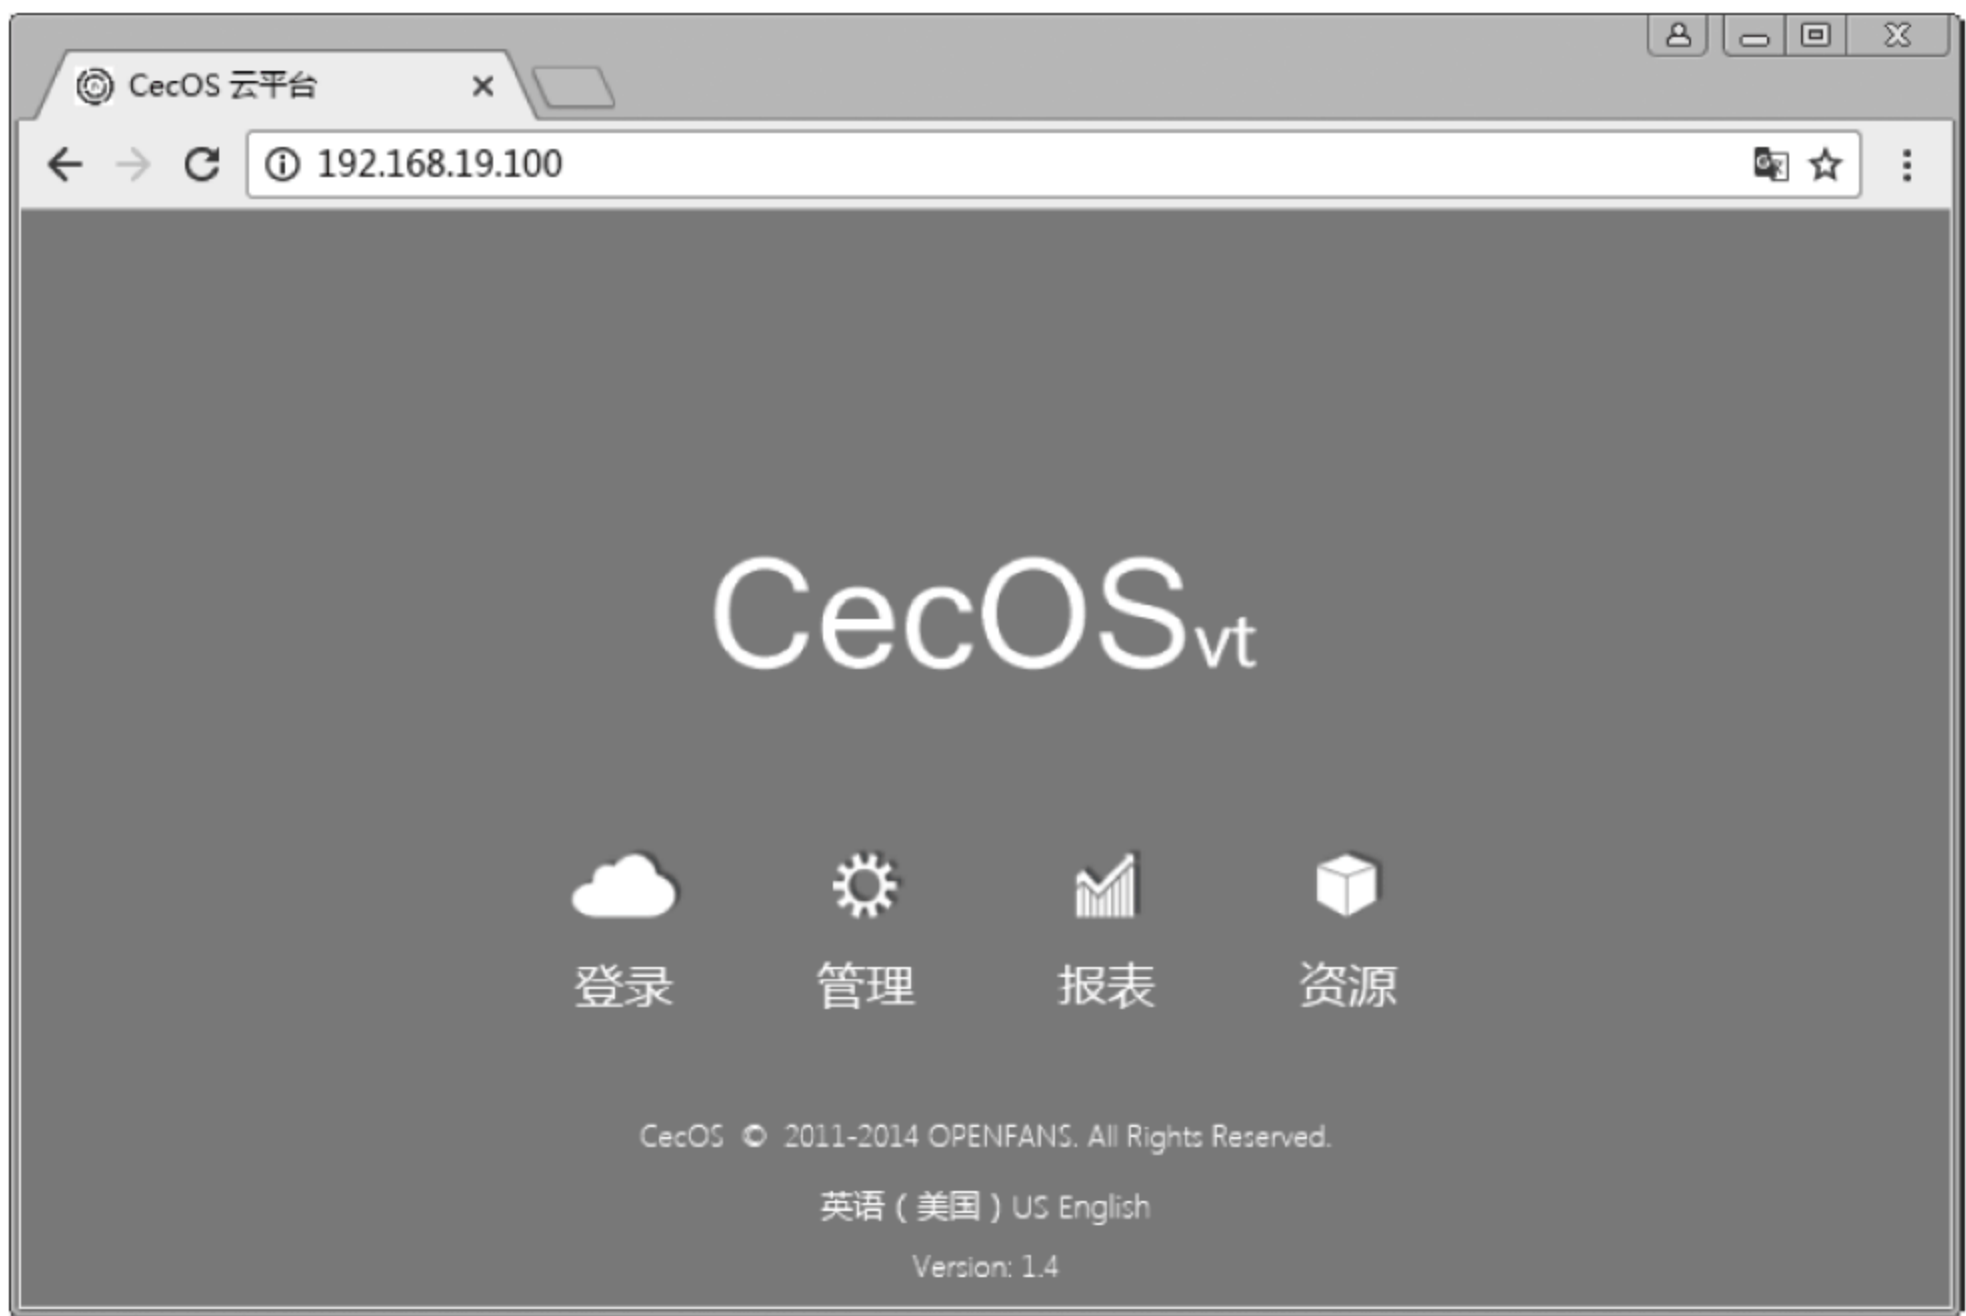 CecOS 云平台
192.168.19.100
CecOSvt
登录 管理 报表 资源
CecOS © 2011-2014 OPENFANS. All Rights Reserved.
英语（美国）US English
Version: 1.4